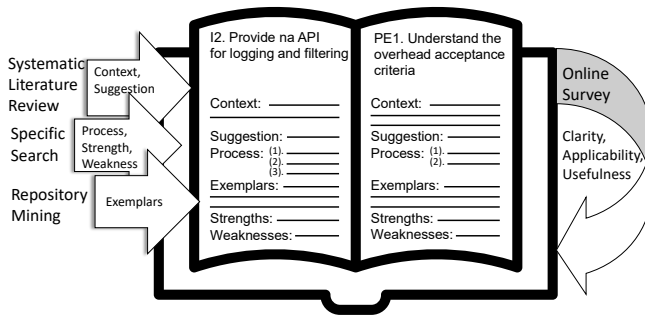 Systematic
Literature
Review
Context,
Suggestion
Specific
Search
Process,
Strength,
Weakness
Repository
Mining
Exemplars
I2. Provide na API
for logging and filtering
Context:
Suggestion:
Process: (1).
(2).
(3).
Exemplars:
Strengths:
Weaknesses:
PE1. Understand the
overhead acceptance
criteria
Context:
Suggestion:
Process: (1).
(2).
Exemplars:
Strengths:
Weaknesses:
Online
Survey
Clarity,
Applicability,
Usefulness